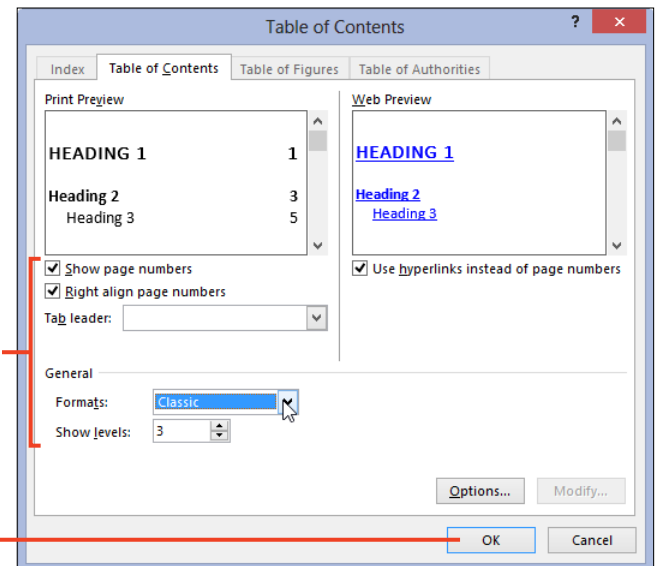 Table of Contents ?
Index Table of Contents Table of Figures Table of Authorities
Print Preview
HEADING 1 1
Heading 2 3
Heading 3 5
Web Preview
HEADING 1
Heading 2
Heading 3
Show page numbers
Right align page numbers
Tab leader:
Use hyperlinks instead of page numbers
General
Formats: Classic
Show levels: 3
Options... Modify...
OK Cancel